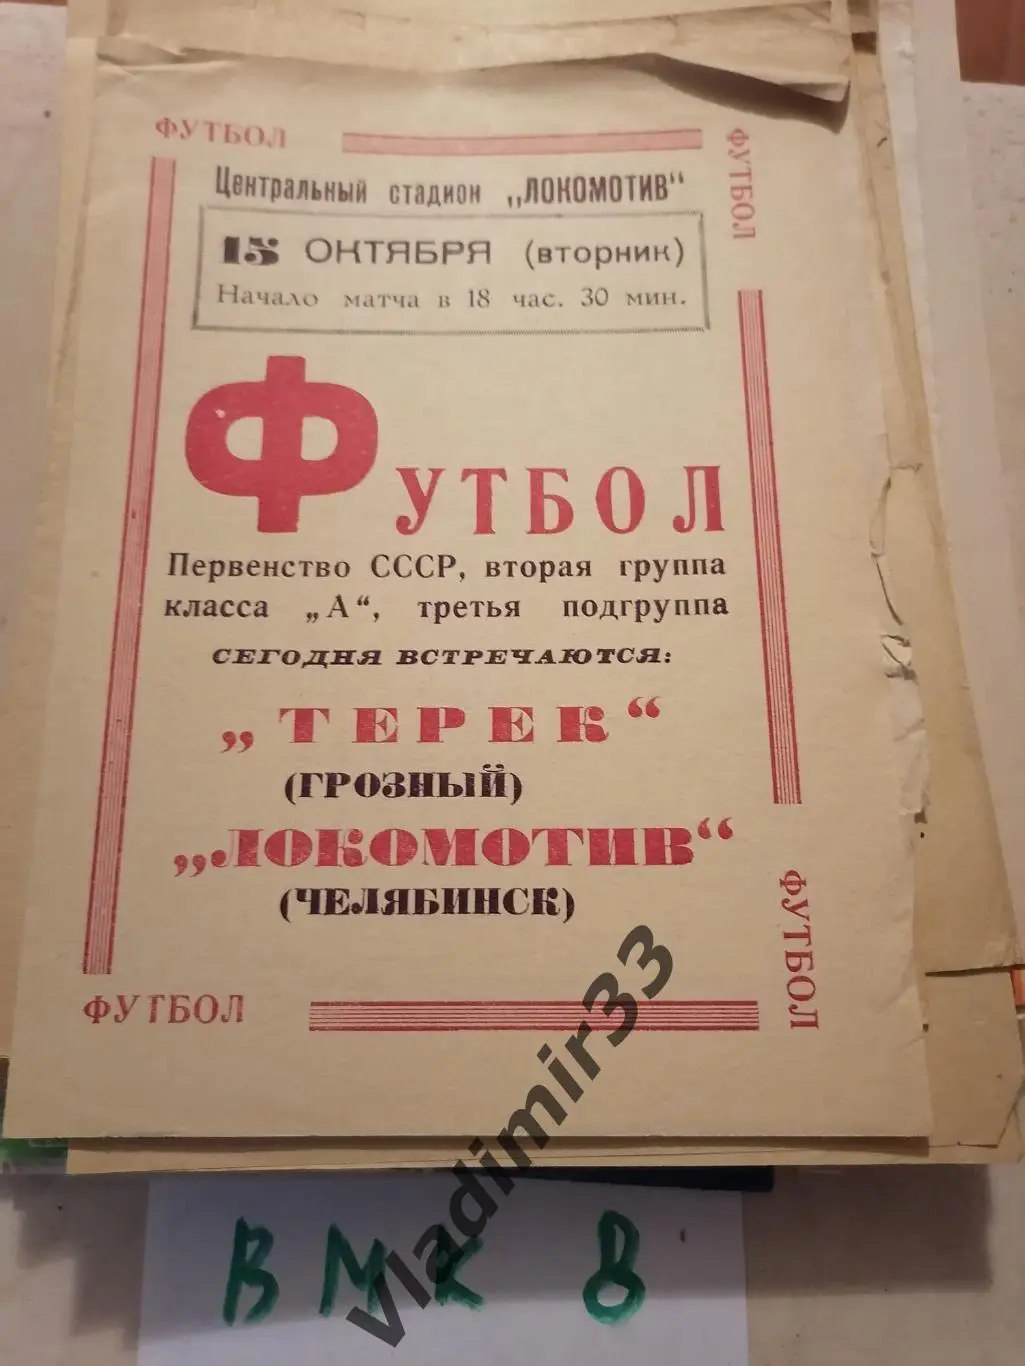 ФУТБОЛ
ФУТБОЛ
Центральный стадион „ЛОКОМОТИВ“
15 ОКТЯБРЯ (вторник)
Начало матча в 18 час. 30 мин.
ФУТБОЛ
Первенство СССР, вторая группа
класса „А“, третья подгруппа
СЕГОДНЯ ВСТРЕЧАЮТСЯ:
„ТЕРЕК“
(ГРОЗНЫЙ)
„ЛОКОМОТИВ“
(ЧЕЛЯБИНСК)
ФУТБОЛ
ФУТБОЛ
vladimir33
ВМК 8